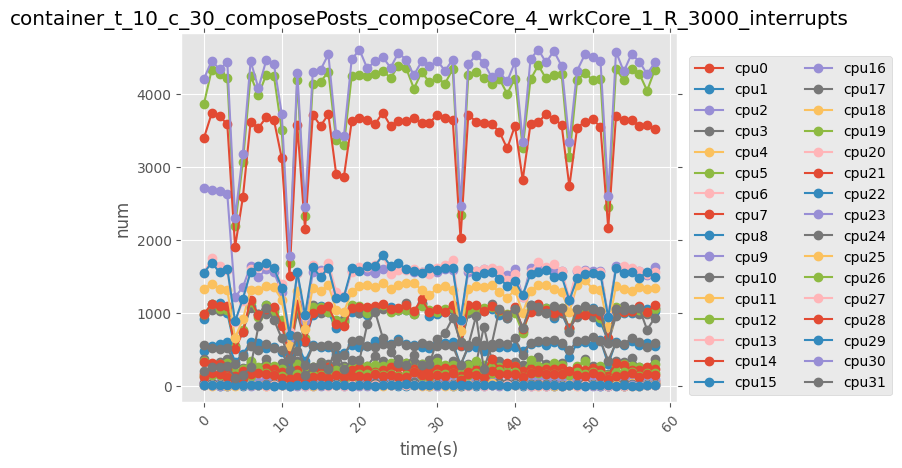 container_t_10_c_30_composePosts_composeCore_4_wrkCore_1_R_3000_interrupts
num
4000
3000
2000
1000
0
0
10
20
30
40
50
60
time(s)
cpu0
cpu1
cpu2
cpu3
cpu4
cpu5
cpu6
cpu7
cpu8
cpu9
cpu10
cpu11
cpu12
cpu13
cpu14
cpu15
cpu16
cpu17
cpu18
cpu19
cpu20
cpu21
cpu22
cpu23
cpu24
cpu25
cpu26
cpu27
cpu28
cpu29
cpu30
cpu31